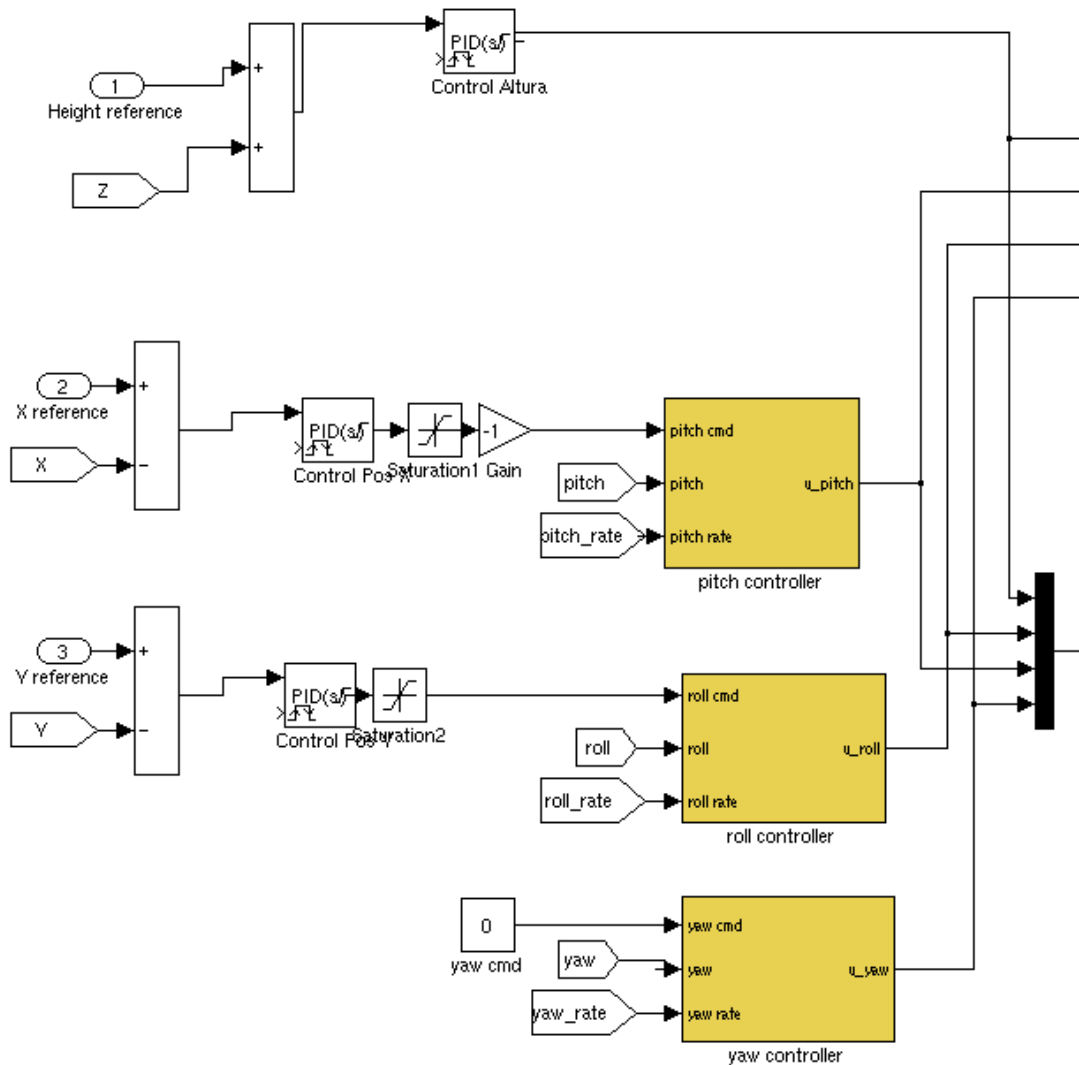 PID(s)
Control Altura
+
1
Height reference
+
Z
2
+
X reference
X
−
PID(s)
Control Pos X
Saturation1
-1
Gain
pitch cmd
pitch
pitch
u_pitch
pitch_rate
pitch rate
pitch controller
3
+
Y reference
Y
−
PID(s)
Control Pos Y
Saturation2
roll cmd
roll
roll
u_roll
roll_rate
roll rate
roll controller
0
yaw cmd
yaw cmd
yaw
yaw
u_yaw
yaw_rate
yaw rate
yaw controller